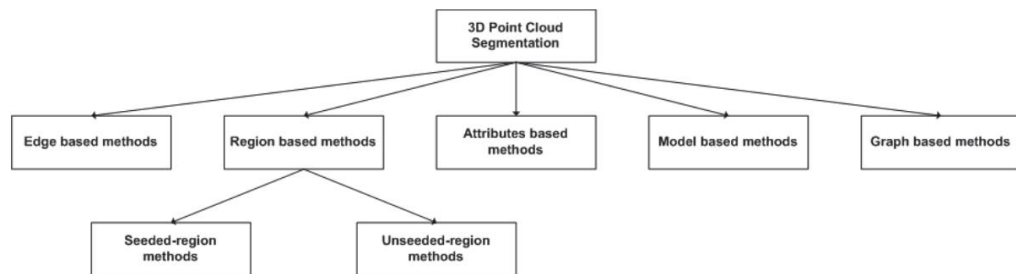 3D Point Cloud
Segmentation
Edge based methods
Region based methods
Attributes based
methods
Model based methods
Graph based methods
Seeded-region
methods
Unseeded-region
methods